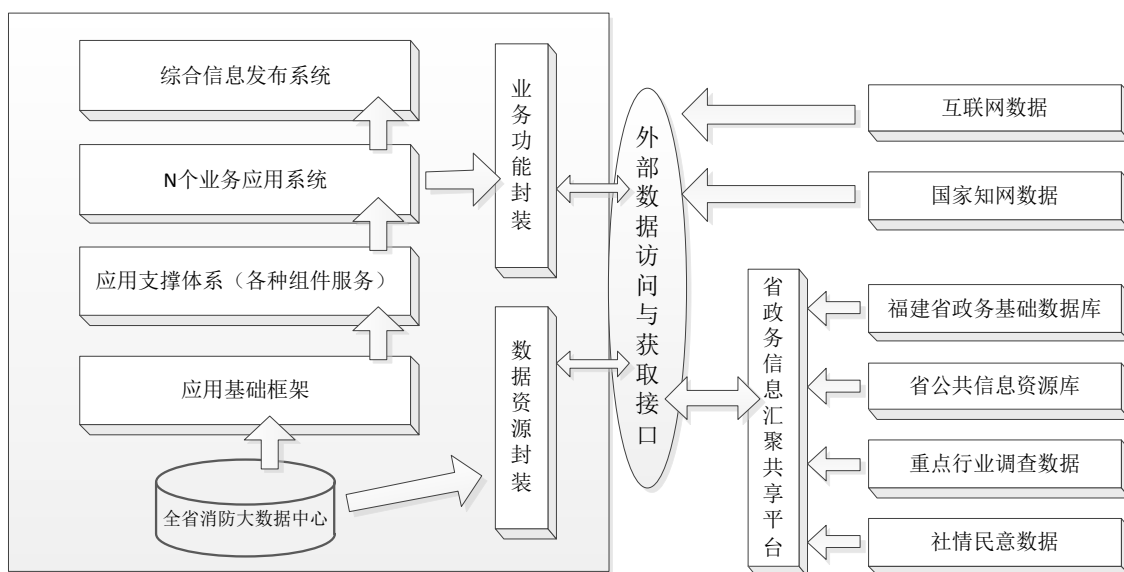 综合信息发布系统
N个业务应用系统
应用支撑体系（各种组件服务）
应用基础框架
全省消防大数据中心
业务功能封装
数据资源封装
外部数据访问与获取接口
省政务信息汇聚共享平台
互联网数据
国家知网数据
福建省政务基础数据库
省公共信息资源库
重点行业调查数据
社情民意数据